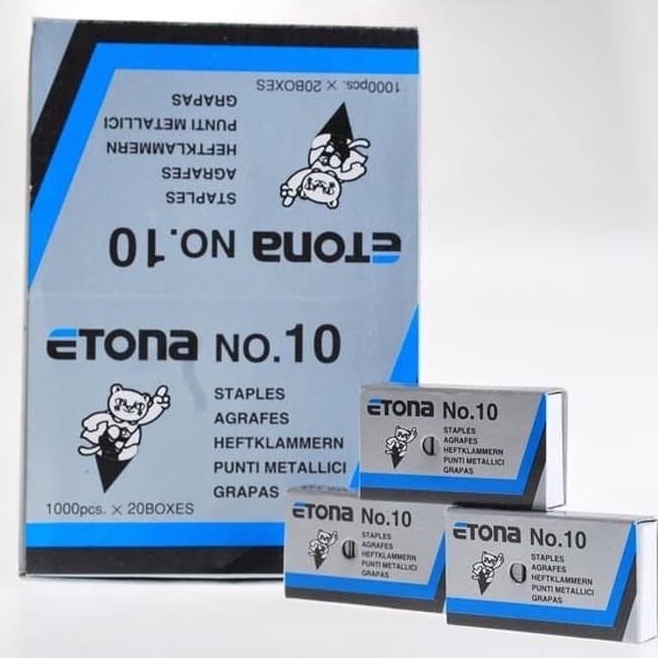 1000pcs. × 20BOXES
GRAPAS
PUNTI METALLICI
HEFTKLAMMERN
AGRAFES
STAPLES
ETONA NO.10
ETONA NO.10
STAPLES
AGRAFES
HEFTKLAMMERN
PUNTI METALLICI
GRAPAS
1000pcs. × 20BOXES
ETONA No.10
STAPLES
AGRAFES
HEFTKLAMMERN
PUNTI METALLICI
GRAPAS
ETONA No.10
STAPLES
AGRAFES
HEFTKLAMMERN
PUNTI METALLICI
GRAPAS
ETONA No.10
STAPLES
AGRAFES
HEFTKLAMMERN
PUNTI METALLICI
GRAPAS